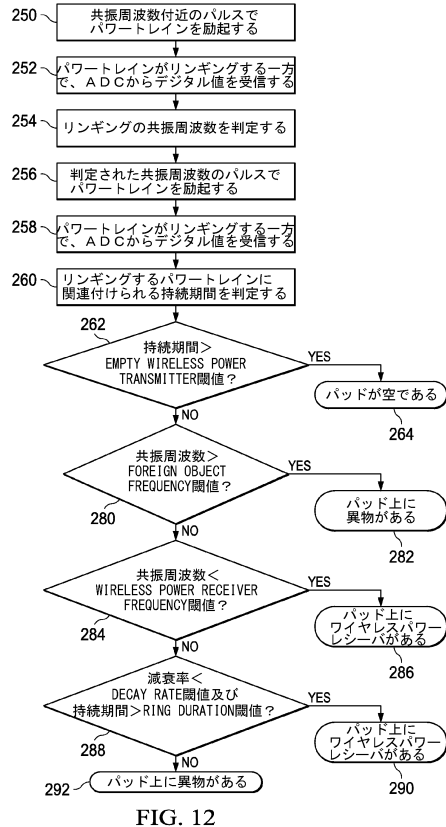 250
共振周波数付近のパルスで
パワートレインを励起する
252
パワートレインがリンギングする一方
で、ADCからデジタル値を受信する
254
リンギングの共振周波数を判定する
256
判定された共振周波数のパルスで
パワートレインを励起する
258
パワートレインがリンギングする一方
で、ADCからデジタル値を受信する
260
リンギングするパワートレインに
関連付けられる持続期間を判定する
262
持続期間>
EMPTY WIRELESS POWER
TRANSMITTER閾値?
YES
パッドが空である
264
NO
共振周波数>
FOREIGN OBJECT
FREQUENCY閾値?
280
YES
パッド上に
異物がある
282
NO
共振周波数<
WIRELESS POWER RECEIVER
FREQUENCY閾値?
284
YES
パッド上に
ワイヤレスパワー
レシーバがある
286
NO
減衰率<
DECAY RATE閾値及び
持続期間>RING DURATION閾値?
288
YES
パッド上に
ワイヤレスパワー
レシーバがある
290
NO
292
パッド上に異物がある
FIG. 12